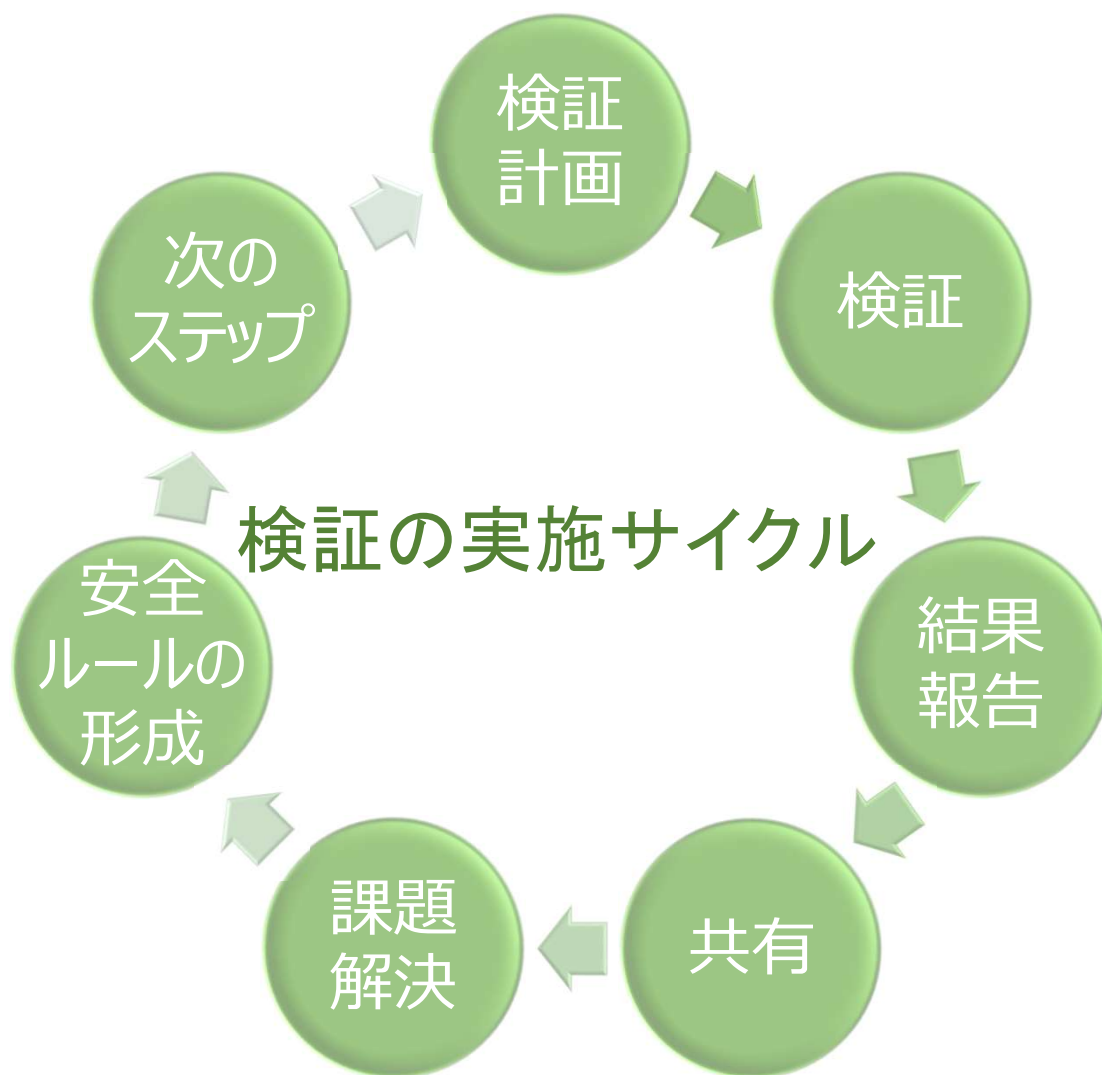 検証
計画
検証
結果
報告
共有
課題
解決
安全
ルールの
形成
次の
ステップ
検証の実施サイクル